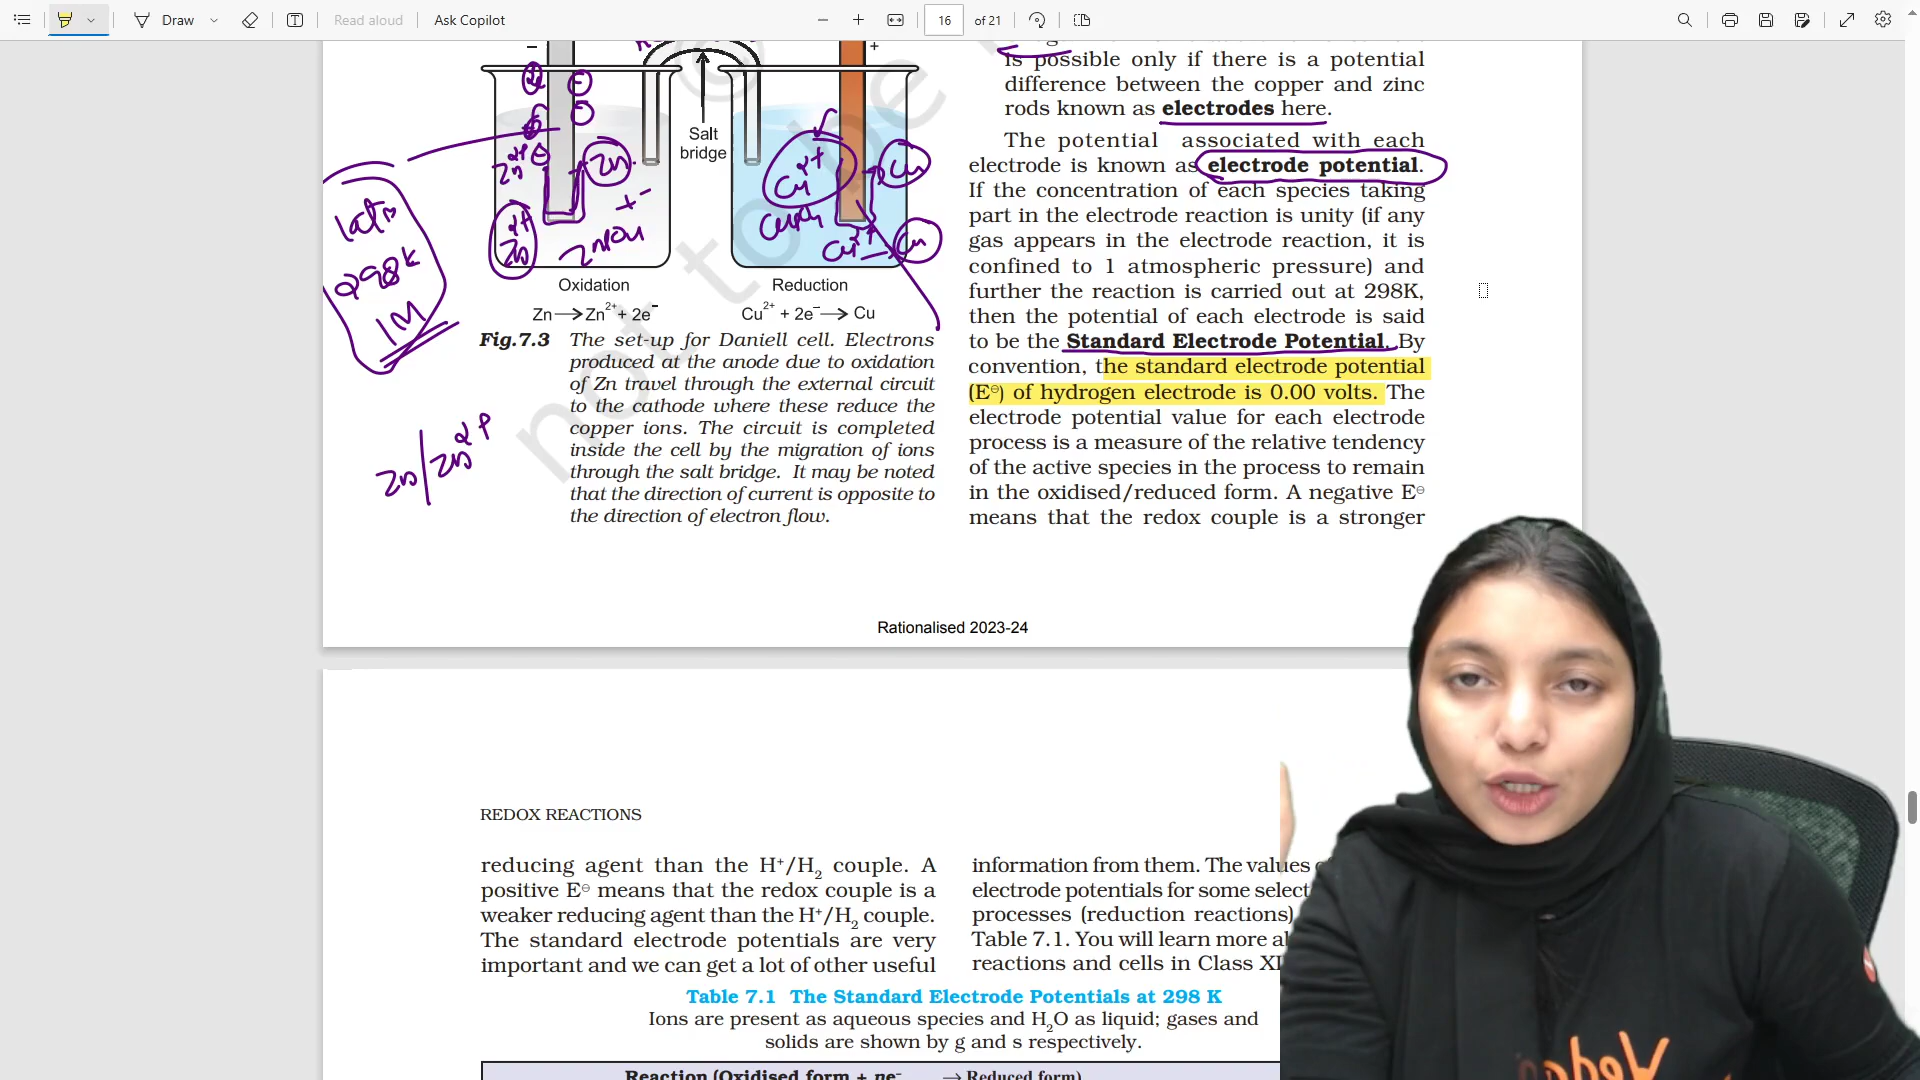 Draw
Read aloud
Ask Copilot
16
of 21
−
+
Salt
bridge
Zn
Zn2+
Zn2+
Cu2+
Cu
Cu2+
Cu
Oxidation
Reduction
Zn→Zn2+ + 2e−
Cu2+ + 2e−→Cu
1atm
298K
1M
Zn/Zn2+
Fig.7.3 The set-up for Daniell cell. Electrons
produced at the anode due to oxidation
of Zn travel through the external circuit
to the cathode where these reduce the
copper ions. The circuit is completed
inside the cell by the migration of ions
through the salt bridge. It may be noted
that the direction of current is opposite to
the direction of electron flow.
not to be
is possible only if there is a potential
difference between the copper and zinc
rods known as electrodes here.
The potential associated with each
electrode is known as electrode potential.
If the concentration of each species taking
part in the electrode reaction is unity (if any
gas appears in the electrode reaction, it is
confined to 1 atmospheric pressure) and
further the reaction is carried out at 298K,
then the potential of each electrode is said
to be the Standard Electrode Potential. By
convention, the standard electrode potential
(E⊖) of hydrogen electrode is 0.00 volts. The
electrode potential value for each electrode
process is a measure of the relative tendency
of the active species in the process to remain
in the oxidised/reduced form. A negative E⊖
means that the redox couple is a stronger
Rationalised 2023-24
REDOX REACTIONS
reducing agent than the H+/H2 couple. A
positive E⊖ means that the redox couple is a
weaker reducing agent than the H+/H2 couple.
The standard electrode potentials are very
important and we can get a lot of other useful
information from them. The values
electrode potentials for some
processes (reduction reactions)
Table 7.1. You will learn more
reactions and cells in Class
Table 7.1 The Standard Electrode Potentials at 298 K
Ions are present as aqueous species and H2O as liquid; gases and
solids are shown by g and s respectively.
Reaction (Oxidised form + ne− → Reduced form)